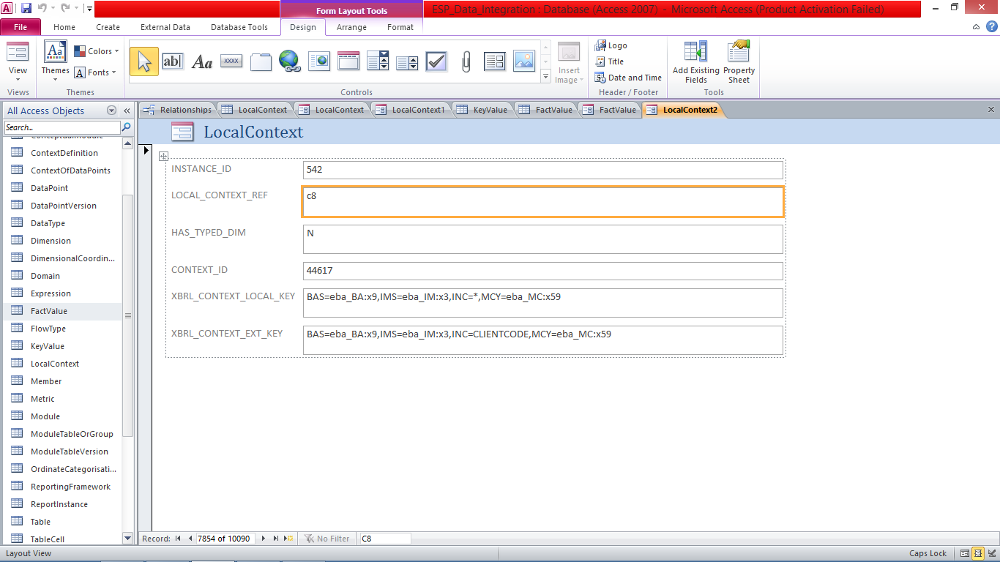 Form Layout Tools
ESP_Data_Integration : Database (Access 2007) - Microsoft Access (Product Activation Failed)
File Home Create External Data Database Tools Design Arrange Format
View
Views
Themes
Colors
Fonts
Themes
ab|
Aa
xxxx
Controls
Insert
Image
Logo
Title
Date and Time
Header / Footer
Add Existing
Fields
Property
Sheet
Tools
All Access Objects
Search...
ConceptualModule
ContextDefinition
ContextOfDataPoints
DataPoint
DataPointVersion
DataType
Dimension
DimensionalCoordin...
Domain
Expression
FactValue
FlowType
KeyValue
LocalContext
Member
Metric
Module
ModuleTableOrGroup
ModuleTableVersion
OrdinateCategorisati...
ReportingFramework
ReportInstance
Table
TableCell
Relationships LocalContext LocalContext LocalContext1 KeyValue FactValue FactValue LocalContext2
LocalContext
INSTANCE_ID 542
LOCAL_CONTEXT_REF c8
HAS_TYPED_DIM N
CONTEXT_ID 44617
XBRL_CONTEXT_LOCAL_KEY BAS=eba_BA:x9,IMS=eba_IM:x3,INC=*,MCY=eba_MC:x59
XBRL_CONTEXT_EXT_KEY BAS=eba_BA:x9,IMS=eba_IM:x3,INC=CLIENTCODE,MCY=eba_MC:x59
Record: 7854 of 10090 No Filter C8
Layout View Caps Lock